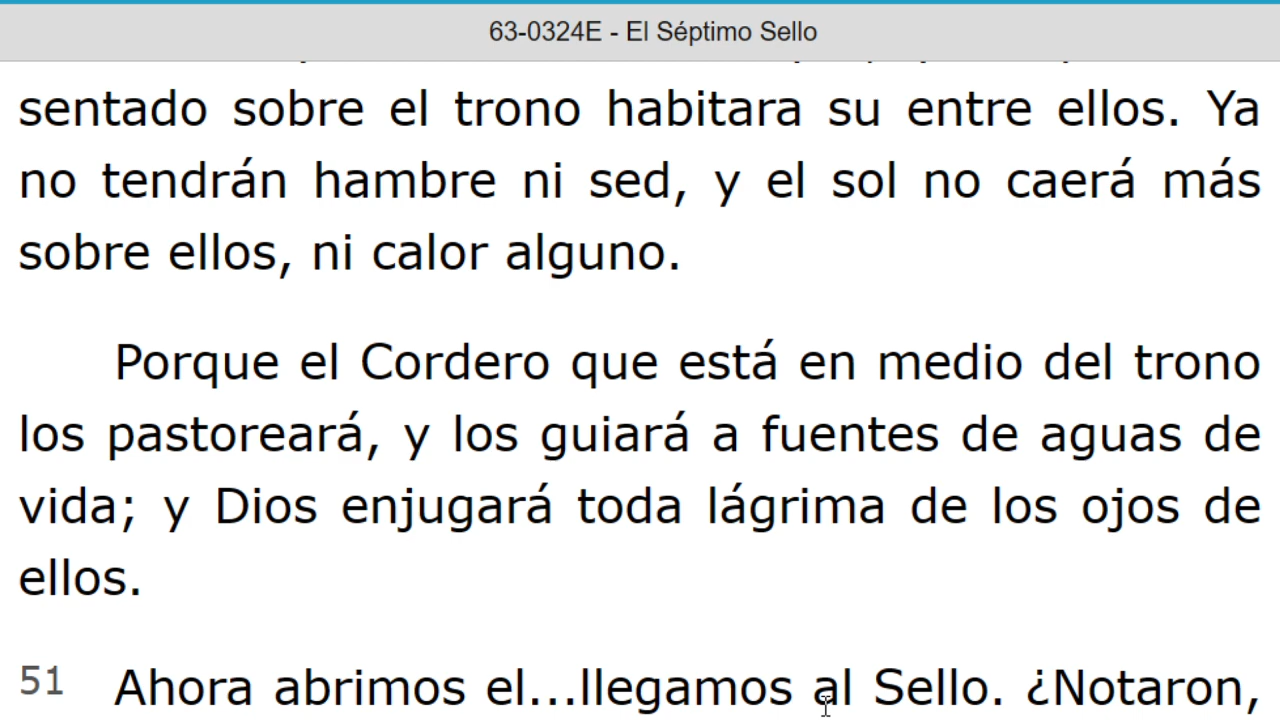 63-0324E - El Séptimo Sello
sentado sobre el trono habitara su entre ellos. Ya
no tendrán hambre ni sed, y el sol no caerá más
sobre ellos, ni calor alguno.
Porque el Cordero que está en medio del trono
los pastoreará, y los guiará a fuentes de aguas de
vida; y Dios enjugará toda lágrima de los ojos de
ellos.
51 Ahora abrimos el...llegamos al Sello. ¿Notaron,